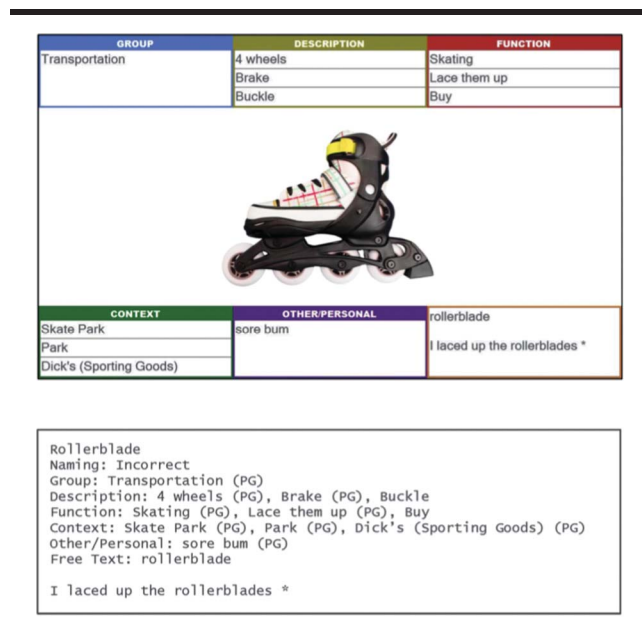 GROUP
DESCRIPTION
FUNCTION
Transportation
4 wheels
Skating
Brake
Lace them up
Buckle
Buy
CONTEXT
OTHER/PERSONAL
rollerblade
Skate Park
sore bum
Park
I laced up the rollerblades *
Dick's (Sporting Goods)
Rollerblade
Naming: Incorrect
Group: Transportation (PG)
Description: 4 wheels (PG), Brake (PG), Buckle
Function: Skating (PG), Lace them up (PG), Buy
Context: Skate Park (PG), Park (PG), Dick's (Sporting Goods) (PG)
Other/Personal: sore bum (PG)
Free Text: rollerblade
I laced up the rollerblades *